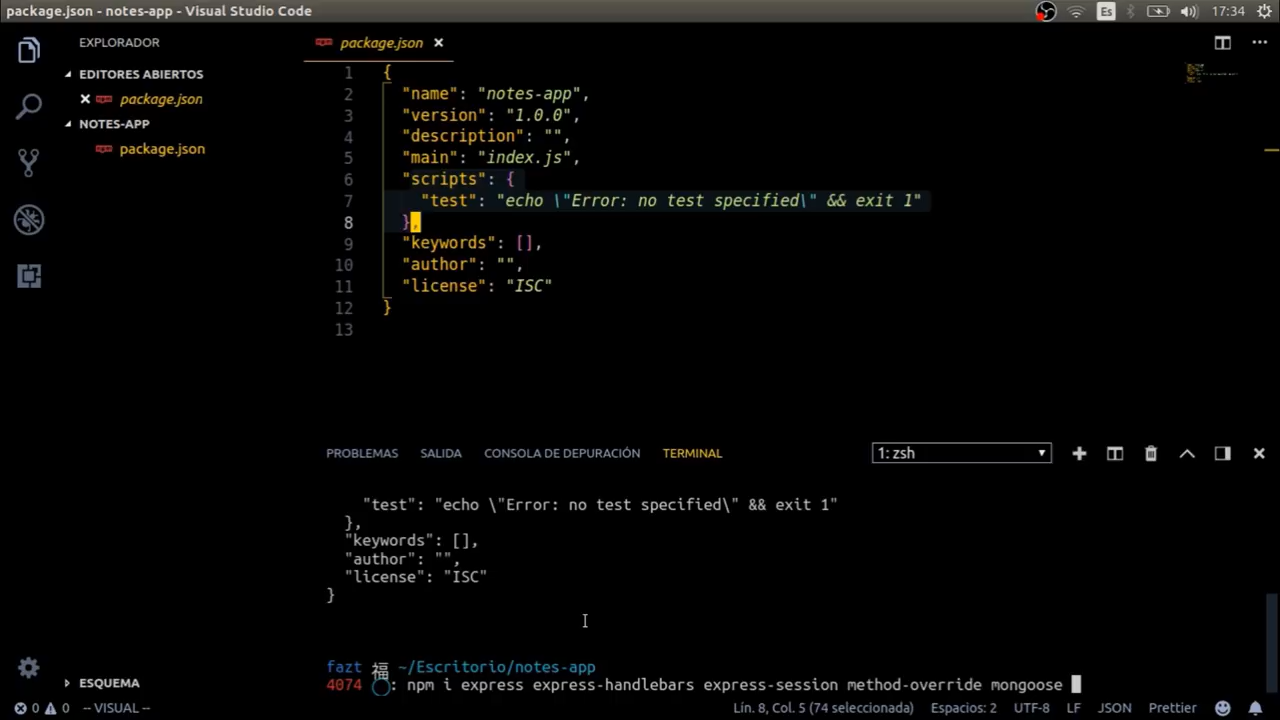 package.json - notes-app - Visual Studio Code
Es
17:34
EXPLORADOR
EDITORES ABIERTOS
package.json
NOTES-APP
package.json
package.json
1 {
2 "name": "notes-app",
3 "version": "1.0.0",
4 "description": "",
5 "main": "index.js",
6 "scripts": {
7 "test": "echo \"Error: no test specified\" && exit 1"
8 },
9 "keywords": [],
10 "author": "",
11 "license": "ISC"
12 }
13
PROBLEMAS SALIDA CONSOLA DE DEPURACIÓN TERMINAL
1: zsh
"test": "echo \"Error: no test specified\" && exit 1"
},
"keywords": [],
"author": "",
"license": "ISC"
}
fazt 福 ~/Escritorio/notes-app
4074 : npm i express express-handlebars express-session method-override mongoose
ESQUEMA
0 0 -- VISUAL -- Lín. 8, Col. 5 (74 seleccionada) Espacios: 2 UTF-8 LF JSON Prettier